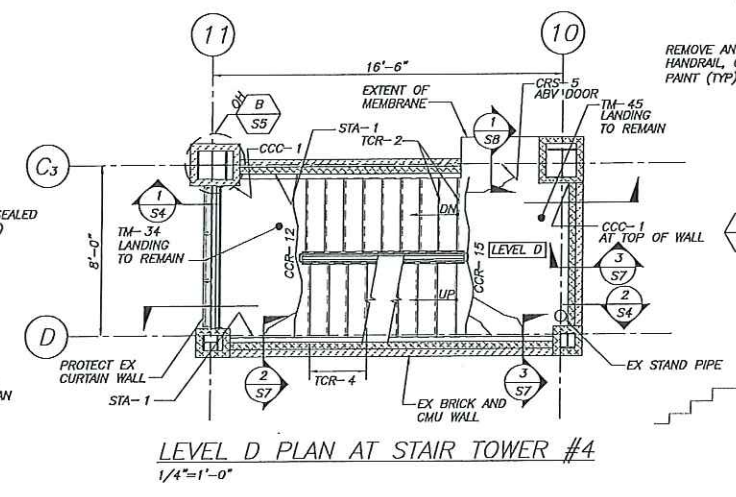 11
10
16'-6"
REMOVE AN
HANDRAIL, C
PAINT (TYP)
EXTENT OF
MEMBRANE
CRS-5
ABV DOOR
OH
B
S5
1
S8
TM-45
LANDING
TO REMAIN
STA-1
TCR-2
CCC-1
C3
1
S4
SEALED
8'-0"
TM-34
LANDING
TO REMAIN
CCR-12
DN
CCR-15
LEVEL D
CCC-1
AT TOP OF WALL
3
S7
UP
2
S4
D
PROTECT EX
CURTAIN WALL
STA-1
2
S7
TCR-4
3
S7
EX STAND PIPE
EX BRICK AND
CMU WALL
AN
LEVEL D PLAN AT STAIR TOWER #4
1/4"=1'-0"